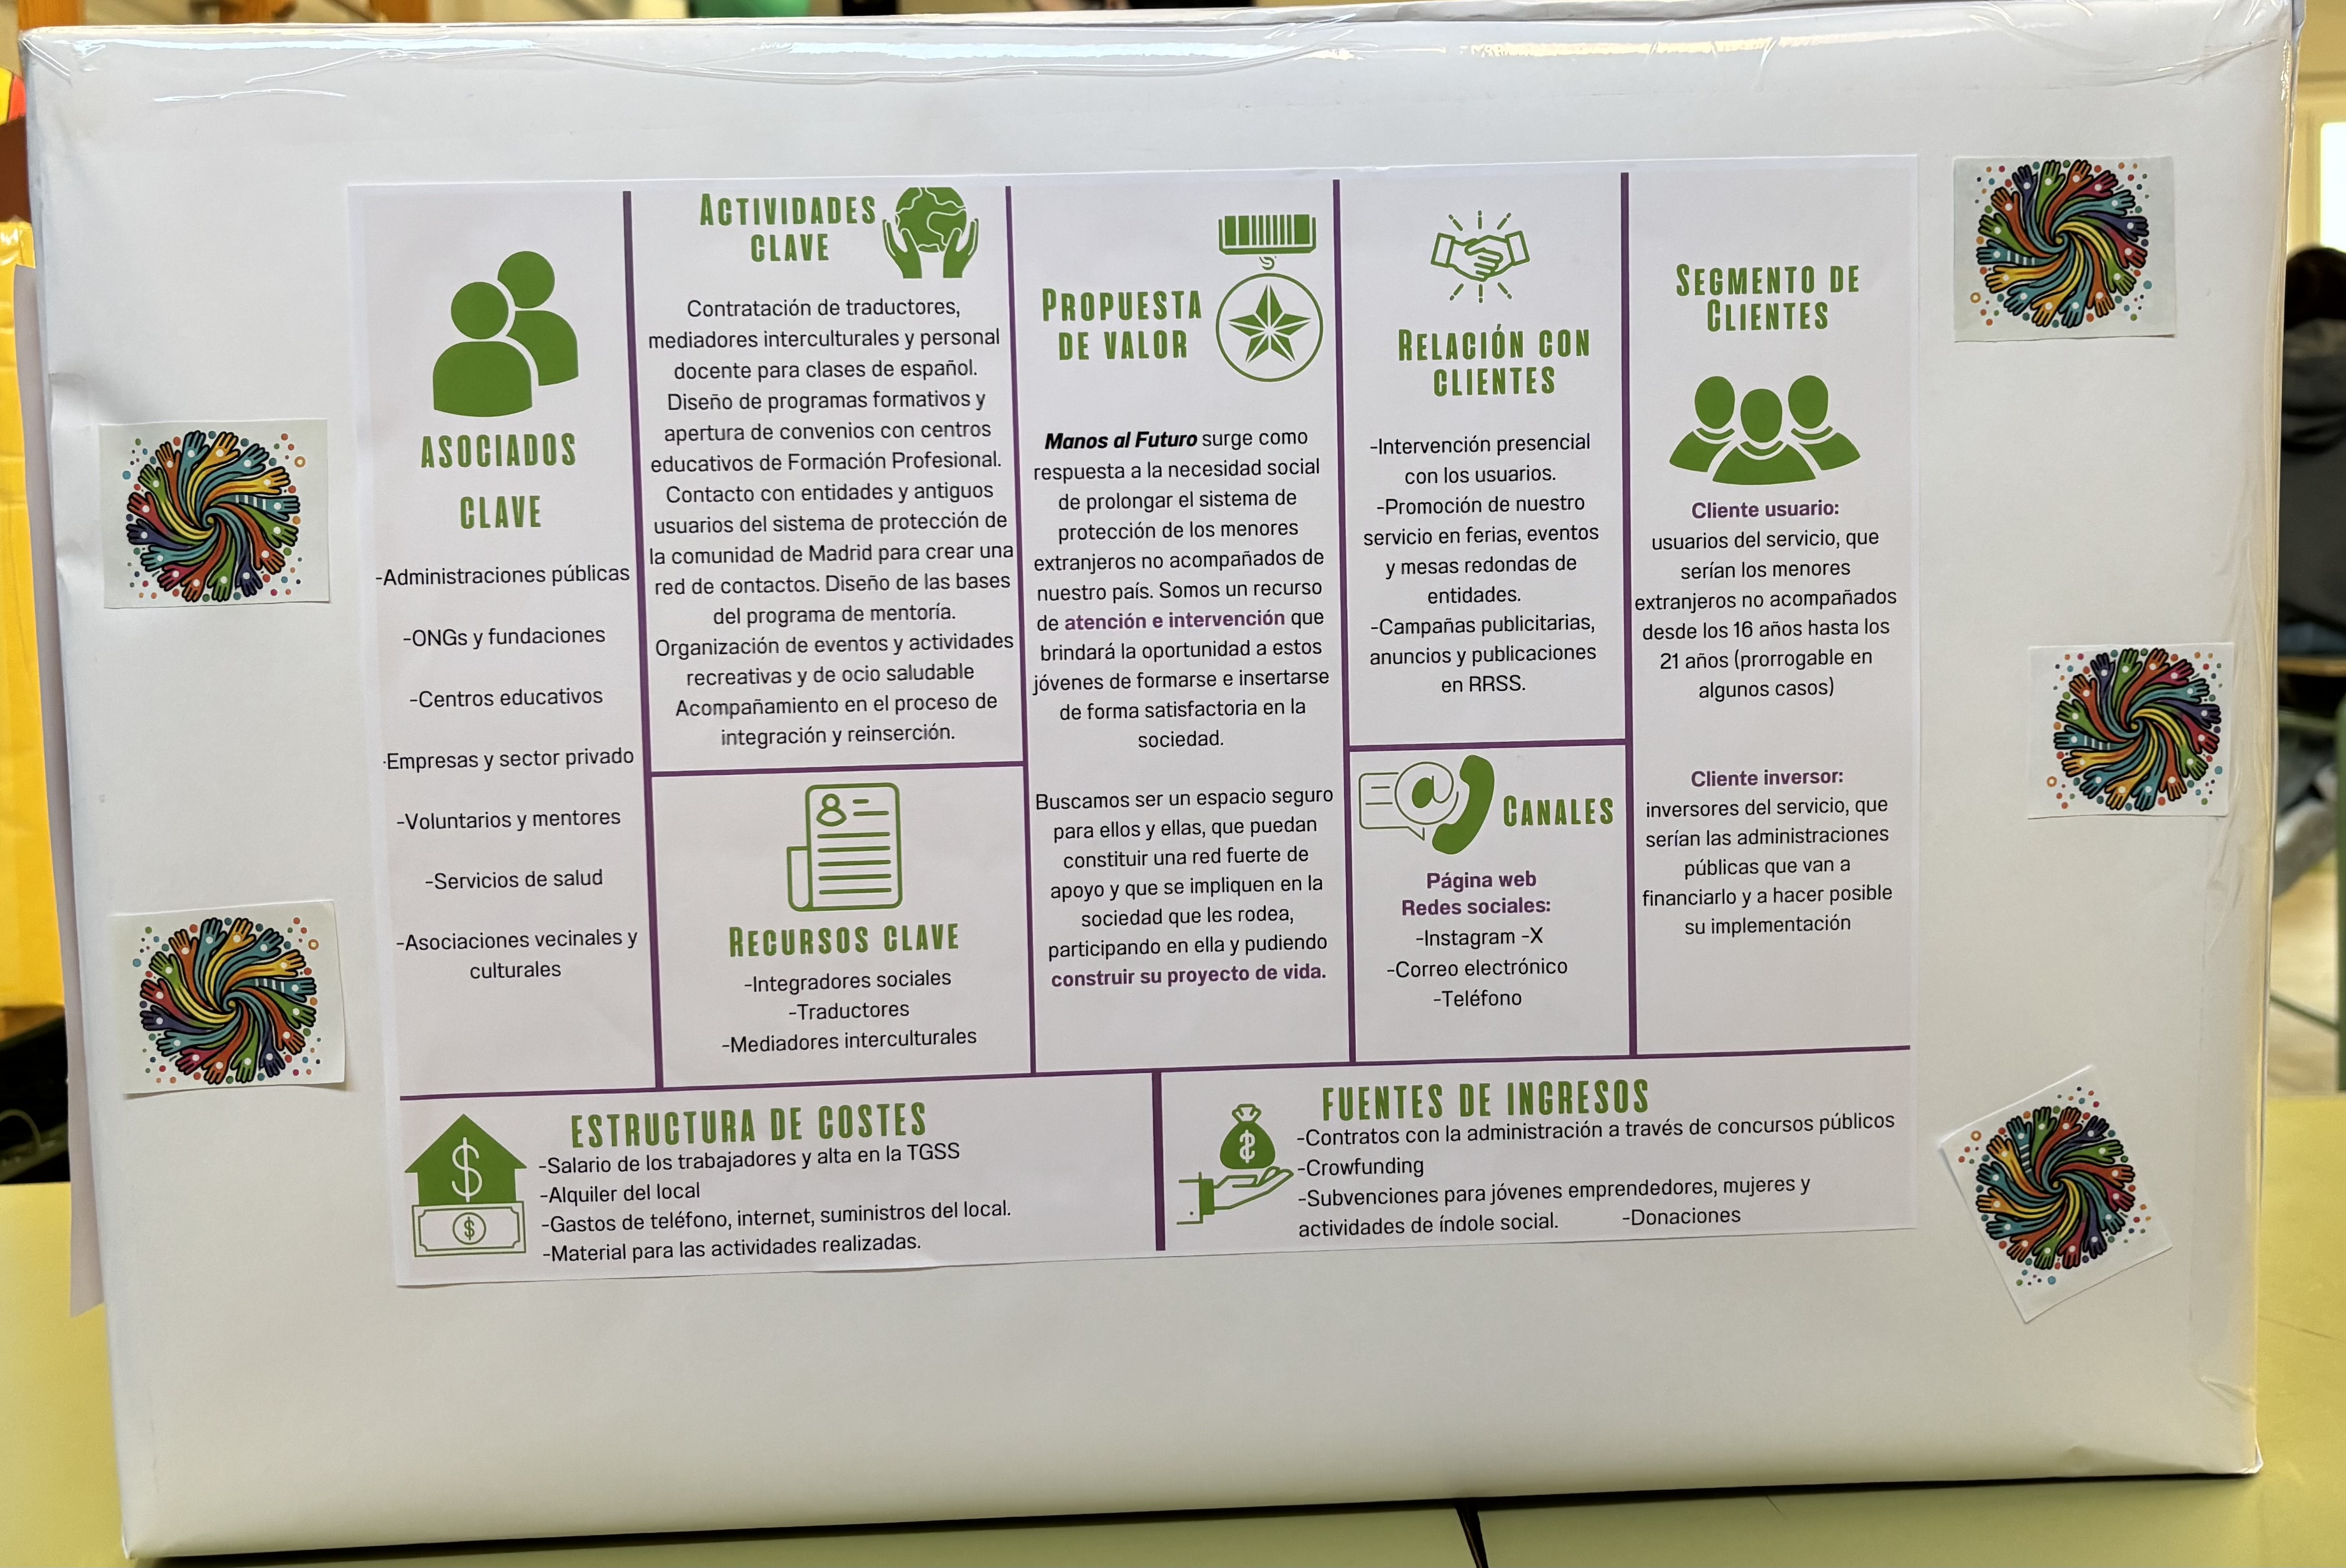 ASOCIADOS
CLAVE
-Administraciones públicas
-ONGs y fundaciones
-Centros educativos
-Empresas y sector privado
-Voluntarios y mentores
-Servicios de salud
-Asociaciones vecinales y
culturales
ACTIVIDADES
CLAVE
Contratación de traductores,
mediadores interculturales y personal
docente para clases de español.
Diseño de programas formativos y
apertura de convenios con centros
educativos de Formación Profesional.
Contacto con entidades y antiguos
usuarios del sistema de protección de
la comunidad de Madrid para crear una
red de contactos. Diseño de las bases
del programa de mentoría.
Organización de eventos y actividades
recreativas y de ocio saludable
Acompañamiento en el proceso de
integración y reinserción.
RECURSOS CLAVE
-Integradores sociales
-Traductores
-Mediadores interculturales
PROPUESTA
DE VALOR
Manos al Futuro surge como
respuesta a la necesidad social
de prolongar el sistema de
protección de los menores
extranjeros no acompañados de
nuestro país. Somos un recurso
de atención e intervención que
brindará la oportunidad a estos
jóvenes de formarse e insertarse
de forma satisfactoria en la
sociedad.
Buscamos ser un espacio seguro
para ellos y ellas, que puedan
constituir una red fuerte de
apoyo y que se impliquen en la
sociedad que les rodea,
participando en ella y pudiendo
construir su proyecto de vida.
RELACIÓN CON
CLIENTES
-Intervención presencial
con los usuarios.
-Promoción de nuestro
servicio en ferias, eventos
y mesas redondas de
entidades.
-Campañas publicitarias,
anuncios y publicaciones
en RRSS.
@
CANALES
Página web
Redes sociales:
-Instagram -X
-Correo electrónico
-Teléfono
SEGMENTO DE
CLIENTES
Cliente usuario:
usuarios del servicio, que
serían los menores
extranjeros no acompañados
desde los 16 años hasta los
21 años (prorrogable en
algunos casos)
Cliente inversor:
inversores del servicio, que
serían las administraciones
públicas que van a
financiarlo y a hacer posible
su implementación
$
$
ESTRUCTURA DE COSTES
-Salario de los trabajadores y alta en la TGSS
-Alquiler del local
-Gastos de teléfono, internet, suministros del local.
-Material para las actividades realizadas.
$
FUENTES DE INGRESOS
-Contratos con la administración a través de concursos públicos
-Crowfunding
-Subvenciones para jóvenes emprendedores, mujeres y
actividades de índole social. -Donaciones